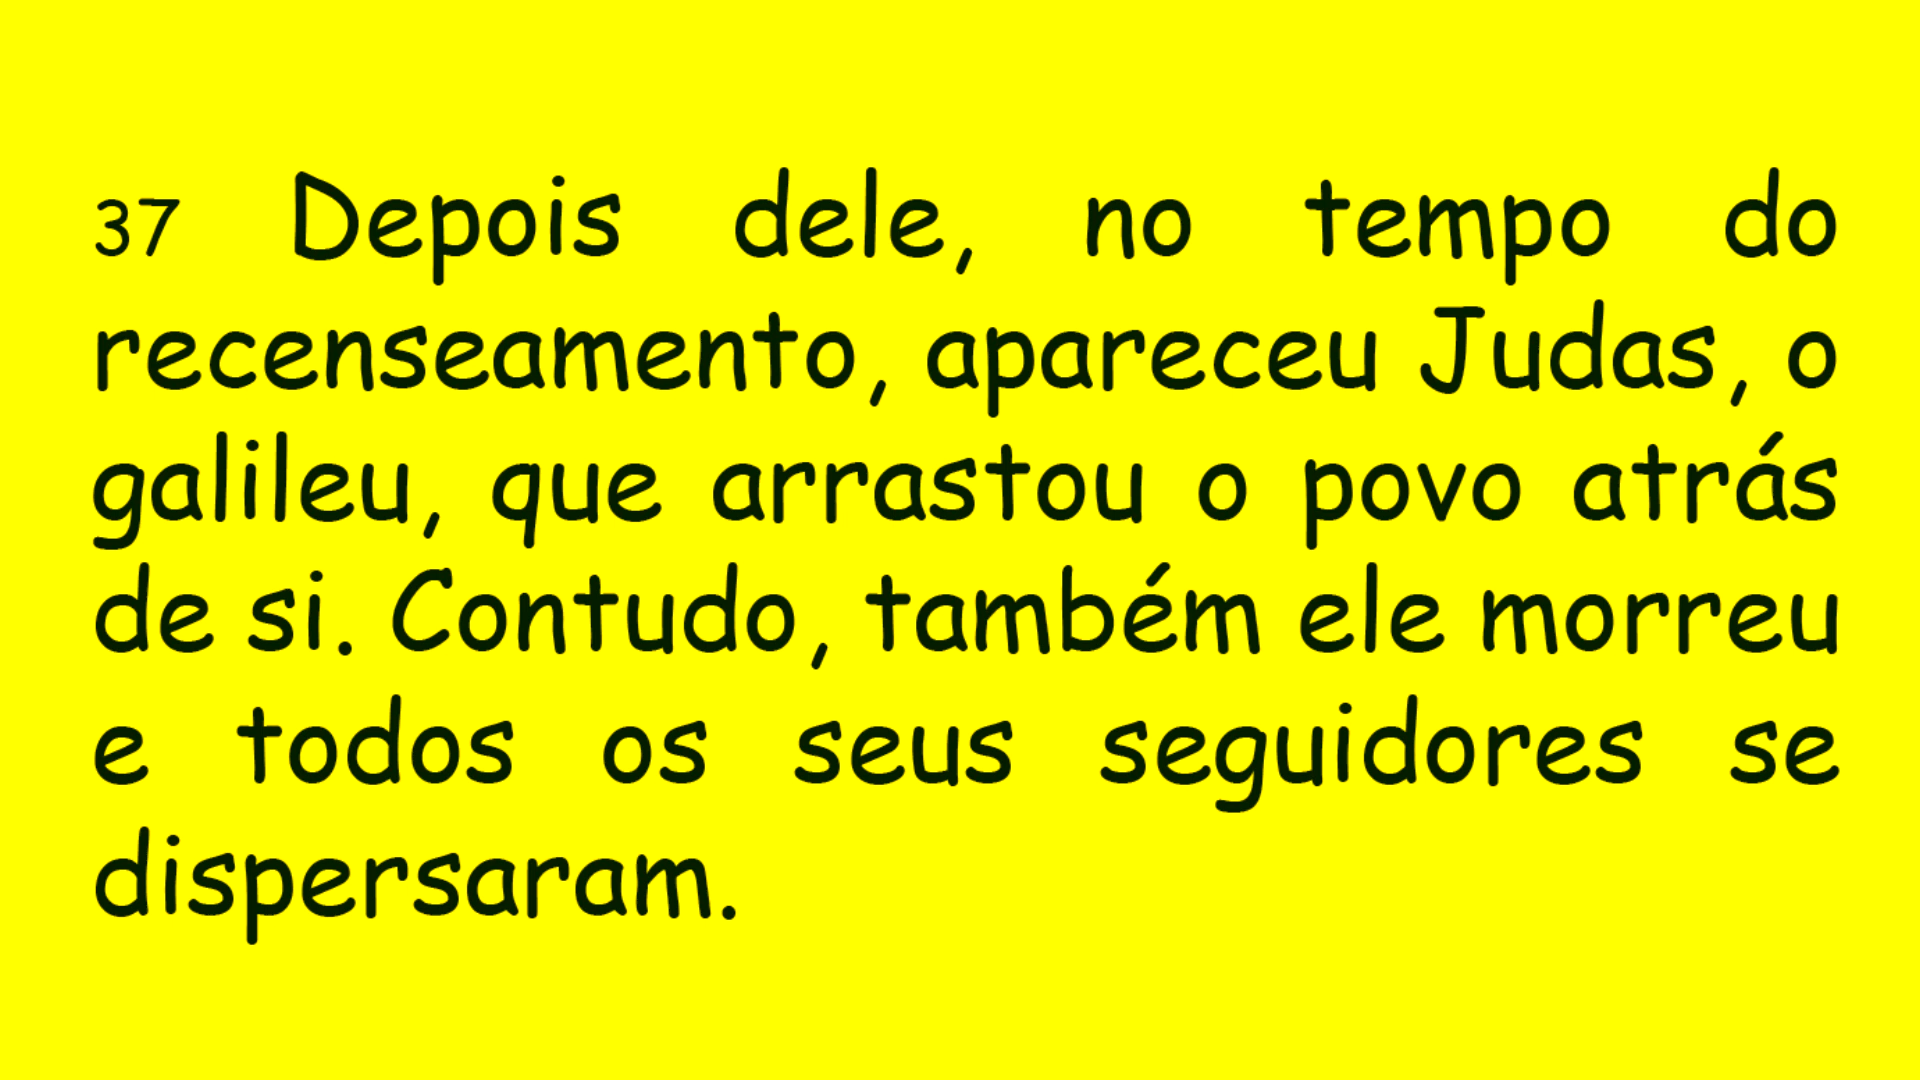 37 Depois dele, no tempo do
recenseamento, apareceu Judas, o
galileu, que arrastou o povo atrás
de si. Contudo, também ele morreu
e todos os seus seguidores se
dispersaram.